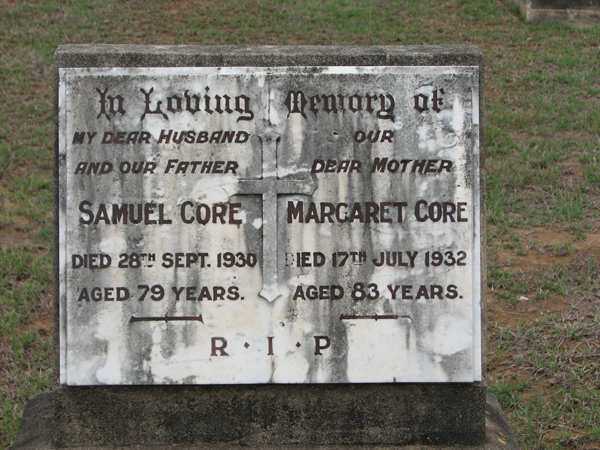 In Loving Memory of
MY DEAR HUSBAND
AND OUR FATHER
SAMUEL CORE
DIED 28TH SEPT. 1930
AGED 79 YEARS.
OUR
DEAR MOTHER
MARGARET CORE
DIED 17TH JULY 1932
AGED 83 YEARS.
R · I · P